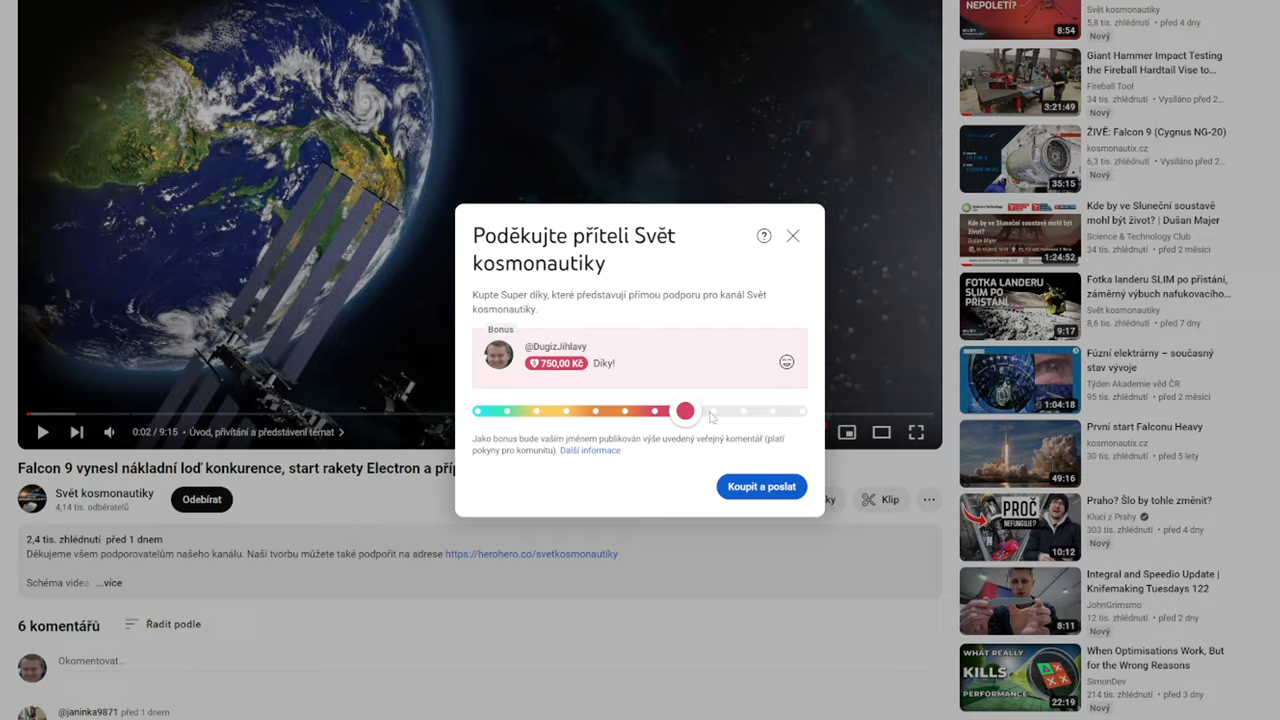 Poděkujte příteli Svět
kosmonautiky
Kupte Super díky, které představují přímou podporu pro kanál Svět
kosmonautiky.
Bonus
@DugizJihlavy
750,00 Kč Díky!
Jako bonus bude vaším jménem publikován výše uvedený veřejný komentář (platí
pokyny pro komunitu). Další informace
Koupit a poslat
0:02 / 9:15 • Úvod, přivítání a představení témat
Falcon 9 vynesl nákladní loď konkurence, start rakety Electron a
Svět kosmonautiky
4,14 tis. odběratelů
Odebírat
Klip
2,4 tis. zhlédnutí před 1 dnem
Děkujeme všem podporovatelům našeho kanálu. Naši tvorbu můžete také podpořit na adrese https://herohero.co/svetkosmonautiky
Schéma videa ...více
6 komentářů
Řadit podle
Okomentovat...
@janinka9871 před 1 dnem
NEPOLETÍ?
8:54
Svět kosmonautiky
5,8 tis. zhlédnutí • před 4 dny
Nový
3:21:49
Giant Hammer Impact Testing
the Fireball Hardtail Vise to...
Fireball Tool
34 tis. zhlédnutí • Vysíláno před 2...
Nový
35:15
ŽIVĚ: Falcon 9 (Cygnus NG-20)
kosmonautix.cz
6,3 tis. zhlédnutí • Vysíláno před 2...
Nový
Kde by ve Sluneční soustavě mohl být
život?
Dušan Majer
1:24:52
Kde by ve Sluneční soustavě
mohl být život? | Dušan Majer
Science & Technology Club
34 tis. zhlédnutí • před 2 měsíci
FOTKA LANDERU
SLIM PO
PŘISTÁNÍ
9:17
Fotka landeru SLIM po přistání,
záměrný výbuch nafukovacího...
Svět kosmonautiky
8,6 tis. zhlédnutí • před 7 dny
1:04:18
Fúzní elektrárny – současný
stav vývoje
Týden Akademie věd ČR
95 tis. zhlédnutí • před 2 měsíci
49:16
První start Falconu Heavy
kosmonautix.cz
30 tis. zhlédnutí • před 5 lety
PROČ
NEFUNGUJE?
10:12
Praho? Šlo by tohle změnit?
Kluci z Prahy
303 tis. zhlédnutí • před 4 dny
Nový
8:11
Integral and Speedio Update |
Knifemaking Tuesdays 122
JohnGrimsmo
12 tis. zhlédnutí • před 2 dny
Nový
WHAT REALLY
KILLS
PERFORMANCE
22:19
When Optimisations Work, But
for the Wrong Reasons
SimonDev
214 tis. zhlédnutí • před 3 dny
Nový